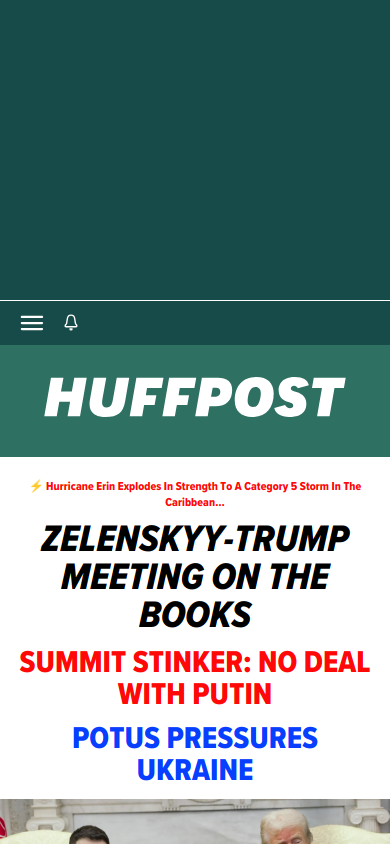 HUFFPOST
⚡ Hurricane Erin Explodes In Strength To A Category 5 Storm In The
Caribbean...
ZELENSKYY-TRUMP
MEETING ON THE
BOOKS
SUMMIT STINKER: NO DEAL
WITH PUTIN
POTUS PRESSURES
UKRAINE